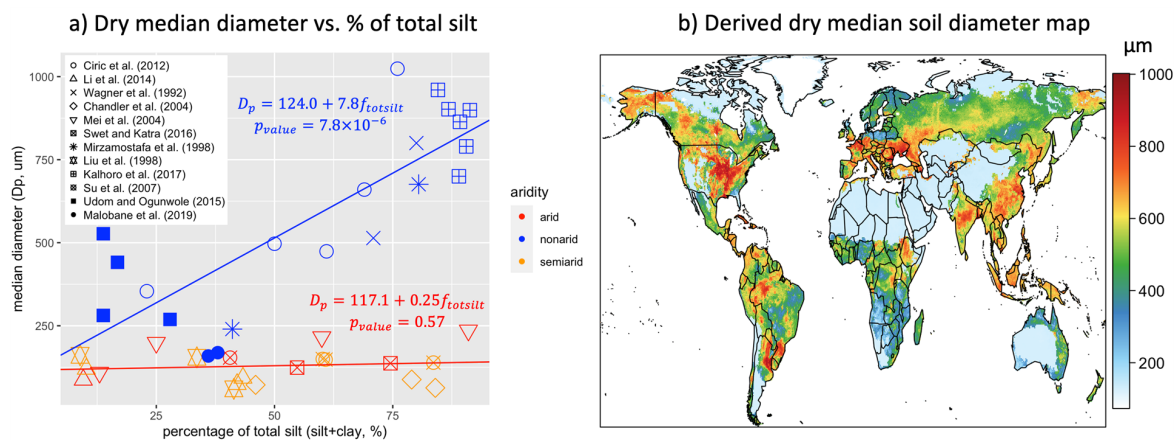 a) Dry median diameter vs. % of total silt
b) Derived dry median soil diameter map
median diameter (Dp, um)
1000
750
500
250
Ciric et al. (2012)
Li et al. (2014)
Wagner et al. (1992)
Chandler et al. (2004)
Mei et al. (2004)
Swet and Katra (2016)
Mirzamostafa et al. (1998)
Liu et al. (1998)
Kalhoro et al. (2017)
Su et al. (2007)
Udom and Ogunwole (2015)
Malobane et al. (2019)
D_p = 124.0 + 7.8f_totsilt
p_value = 7.8×10^-6
D_p = 117.1 + 0.25f_totsilt
p_value = 0.57
25
50
75
percentage of total silt (silt+clay, %)
aridity
arid
nonarid
semiarid
μm
1000
800
600
400
200